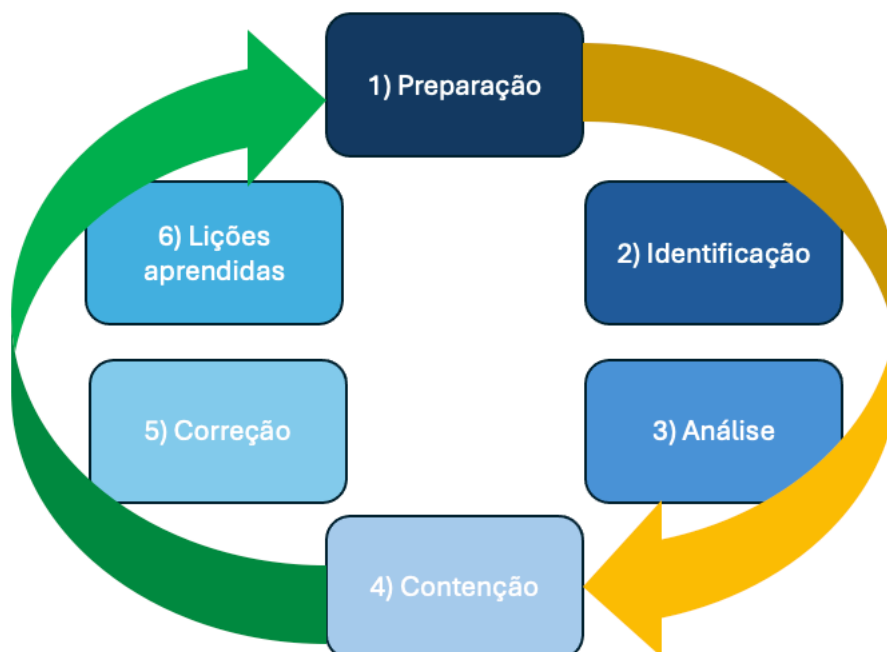 1) Preparação
2) Identificação
3) Análise
4) Contenção
5) Correção
6) Lições
aprendidas